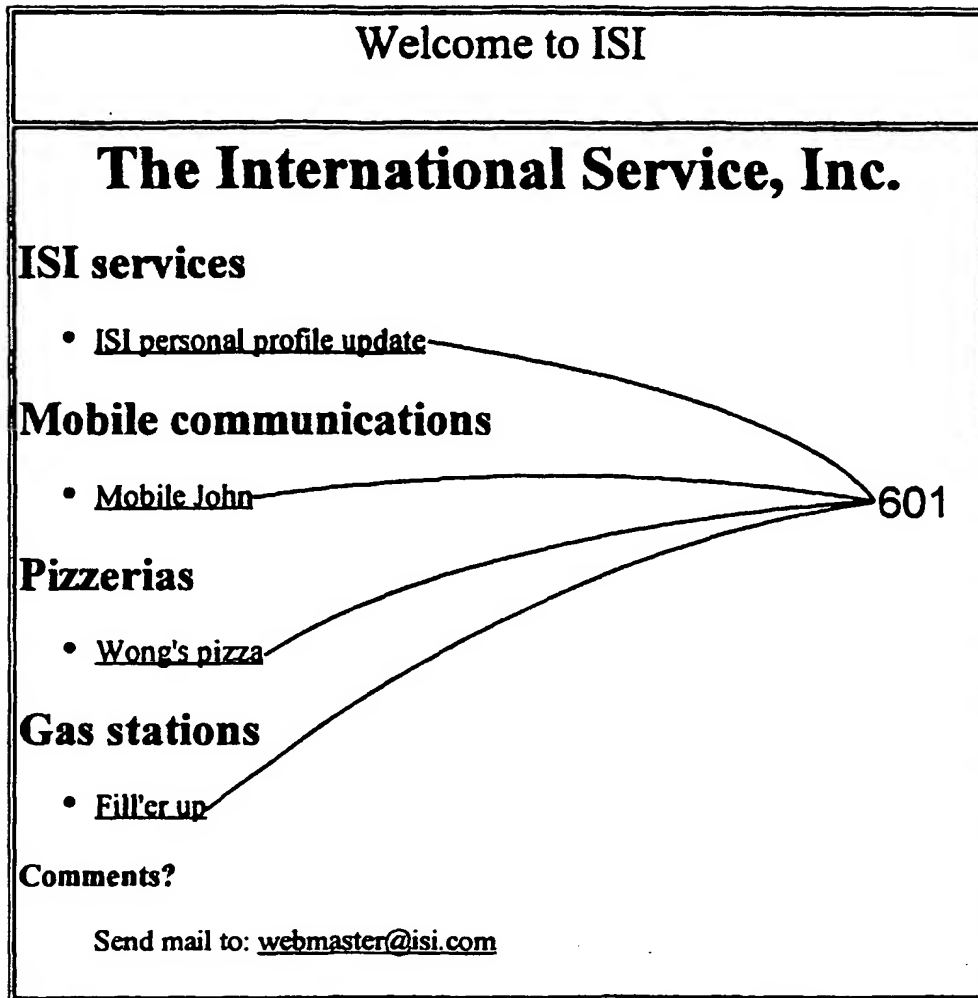 Welcome to ISI
The International Service, Inc.
ISI services
• ISI personal profile update
Mobile communications
• Mobile John
601
Pizzerias
• Wong's pizza
Gas stations
• Fill'er up
Comments?
Send mail to: webmaster@isi.com